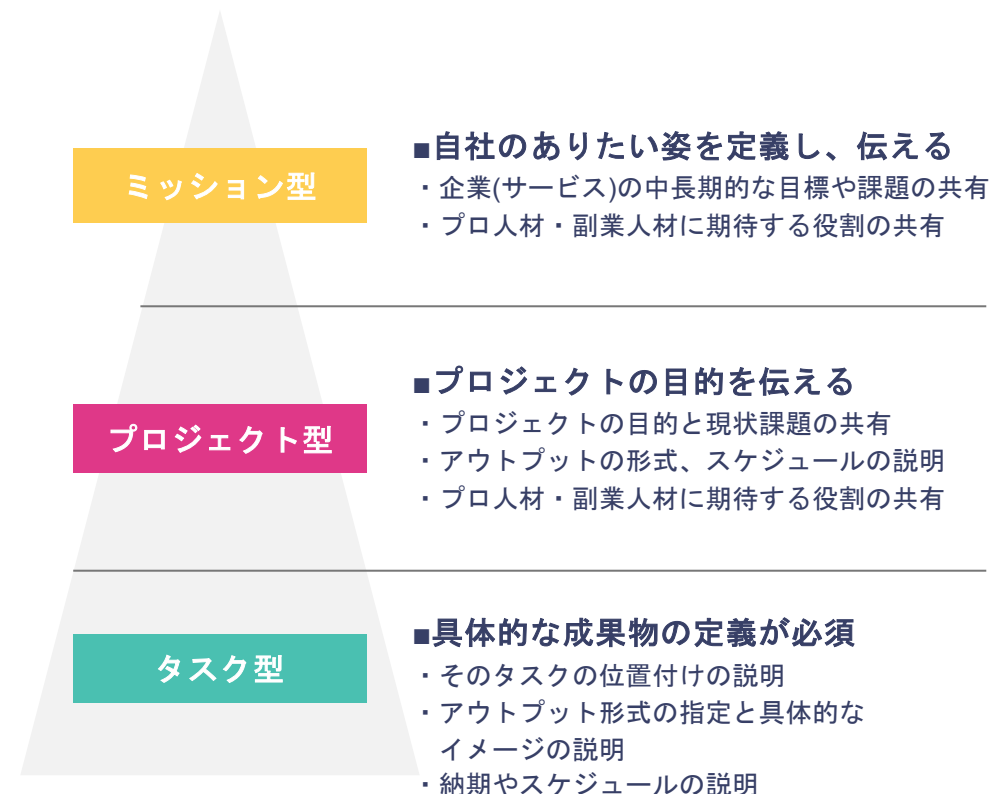 ミッション型
■自社のありたい姿を定義し、伝える
・企業(サービス)の中長期的な目標や課題の共有
・プロ人材・副業人材に期待する役割の共有
プロジェクト型
■プロジェクトの目的を伝える
・プロジェクトの目的と現状課題の共有
・アウトプットの形式、スケジュールの説明
・プロ人材・副業人材に期待する役割の共有
タスク型
■具体的な成果物の定義が必須
・そのタスクの位置付けの説明
・アウトプット形式の指定と具体的な
イメージの説明
・納期やスケジュールの説明